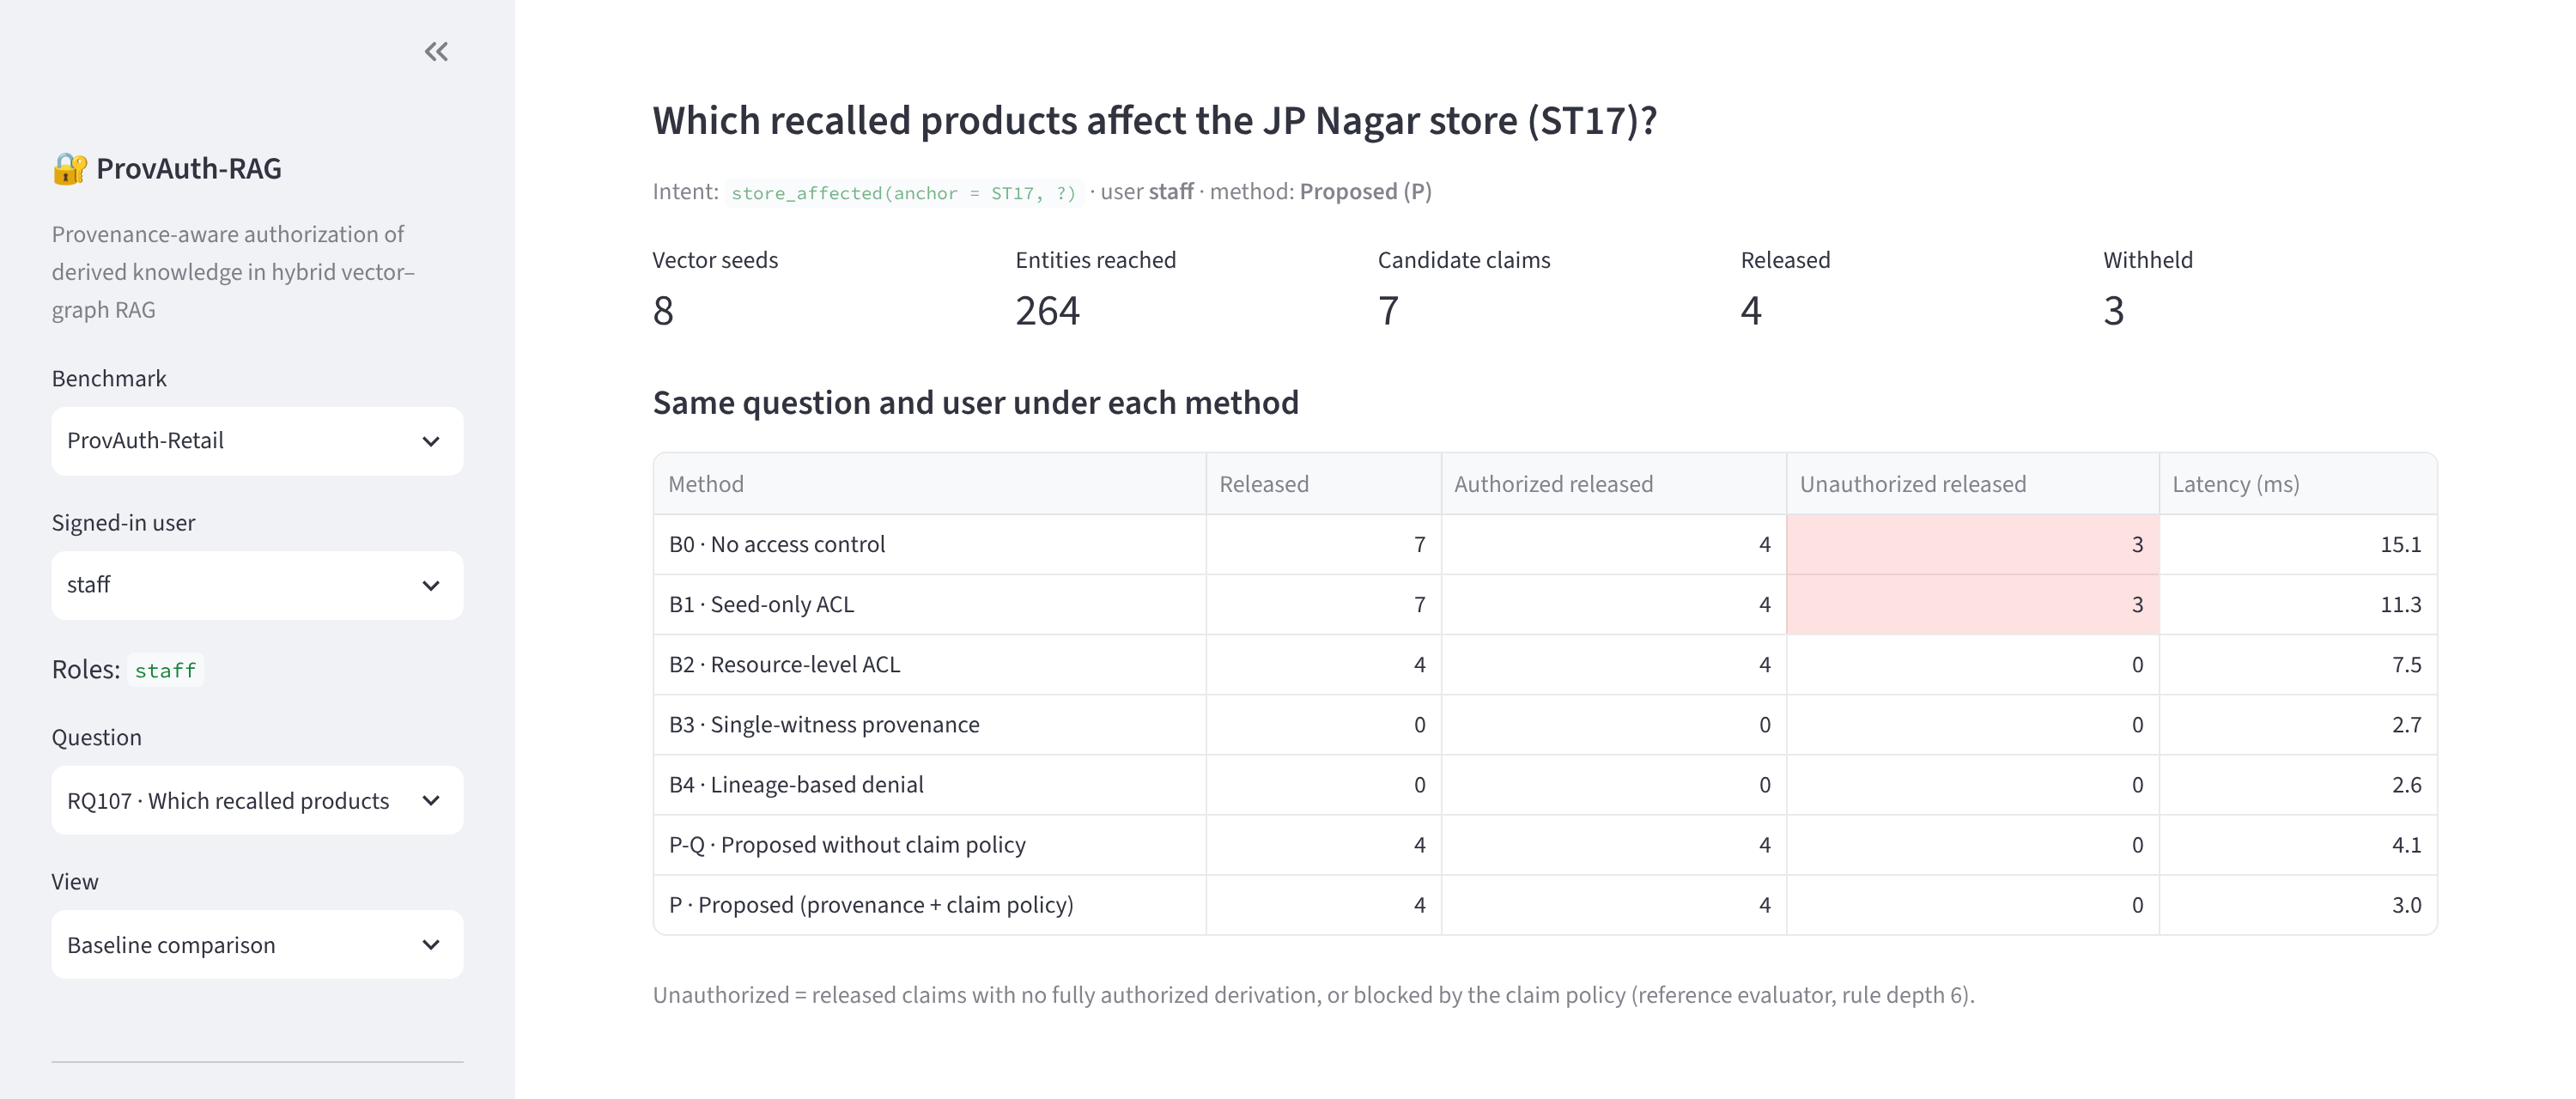 🔐 ProvAuth-RAG
Provenance-aware authorization of
derived knowledge in hybrid vector–
graph RAG
Benchmark
ProvAuth-Retail
Signed-in user
staff
Roles: staff
Question
RQ107 · Which recalled products
View
Baseline comparison
Which recalled products affect the JP Nagar store (ST17)?
Intent: store_affected(anchor = ST17, ?) · user staff · method: Proposed (P)
Vector seeds Entities reached Candidate claims Released Withheld
8 264 7 4 3
Same question and user under each method
Method Released Authorized released Unauthorized released Latency (ms)
B0 · No access control 7 4 3 15.1
B1 · Seed-only ACL 7 4 3 11.3
B2 · Resource-level ACL 4 4 0 7.5
B3 · Single-witness provenance 0 0 0 2.7
B4 · Lineage-based denial 0 0 0 2.6
P-Q · Proposed without claim policy 4 4 0 4.1
P · Proposed (provenance + claim policy) 4 4 0 3.0
Unauthorized = released claims with no fully authorized derivation, or blocked by the claim policy (reference evaluator, rule depth 6).